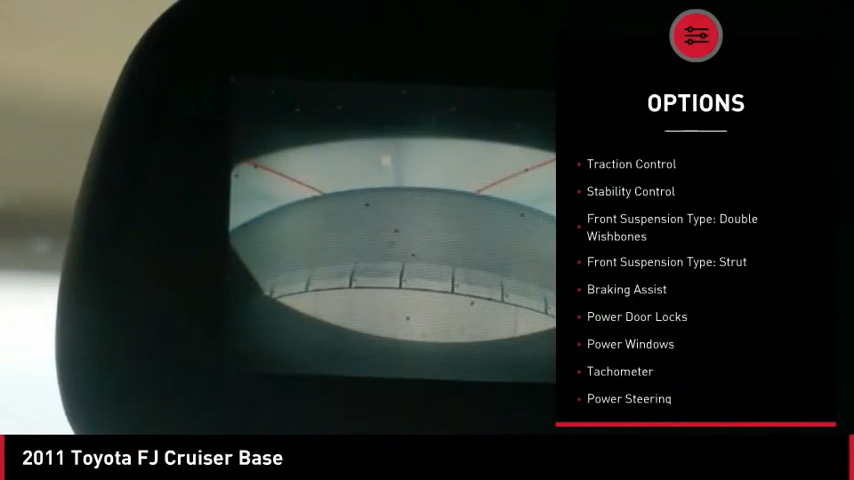 OPTIONS
Traction Control
Stability Control
Front Suspension Type: Double
Wishbones
Front Suspension Type: Strut
Braking Assist
Power Door Locks
Power Windows
Tachometer
Power Steering
2011 Toyota FJ Cruiser Base